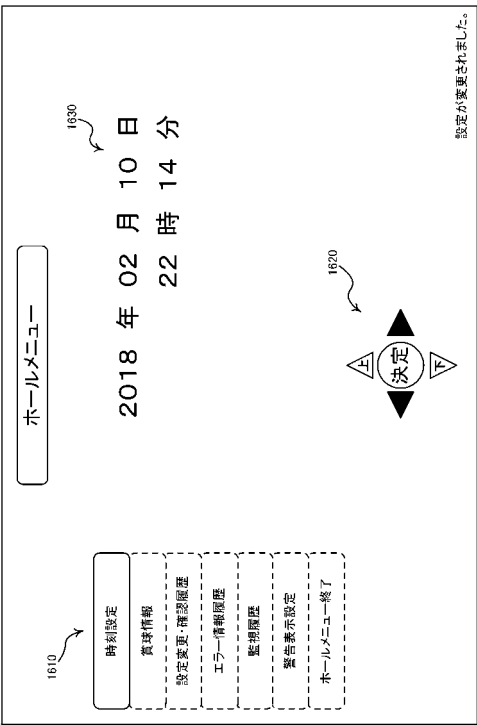 ホールメニュー
1610
時刻設定
賞球情報
設定変更・確認履歴
エラー情報履歴
監視履歴
警告表示設定
ホールメニュー終了
1630
2018 年 02 月 10 日
22 時 14 分
1620
上
決定
下
設定が変更されました。